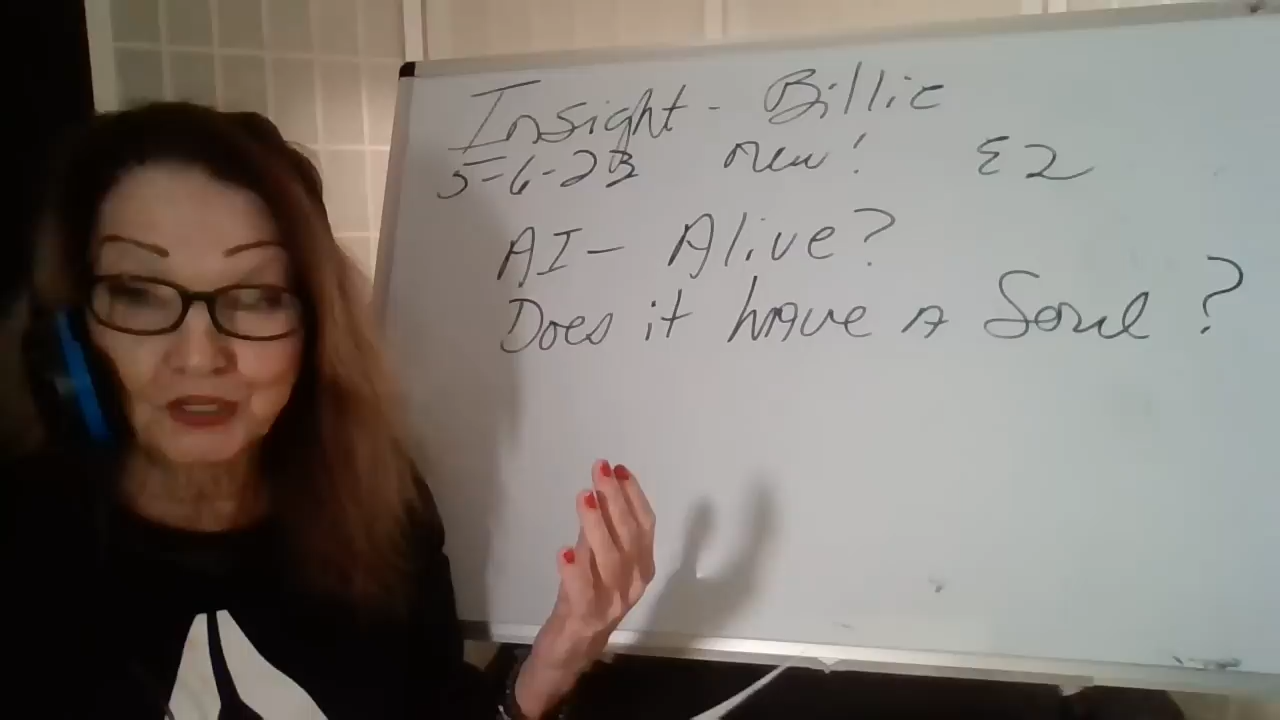 Insight - Billie
5-6-23 new! E2
AI - Alive?
Does it have A Soul?